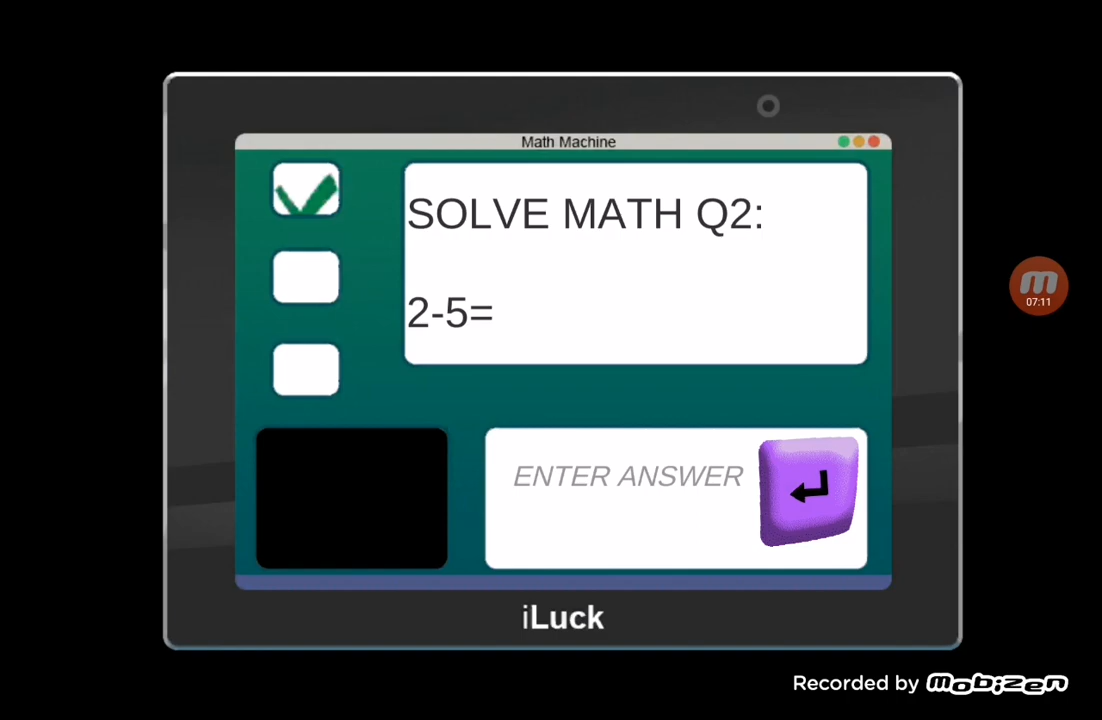 Math Machine
SOLVE MATH Q2:
2-5=
07:11
ENTER ANSWER
iLuck
Recorded by mobizen